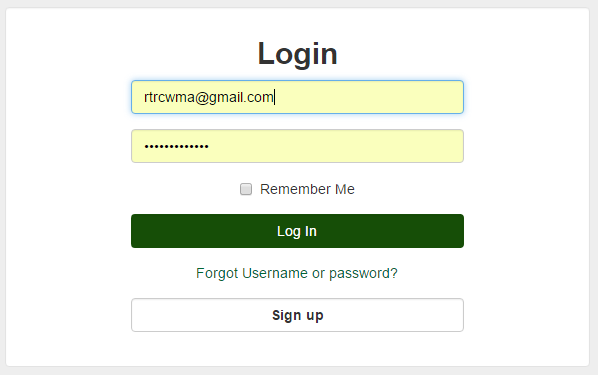 Login
rtrcwma@gmail.com
•••••••••••••
Remember Me
Log In
Forgot Username or password?
Sign up